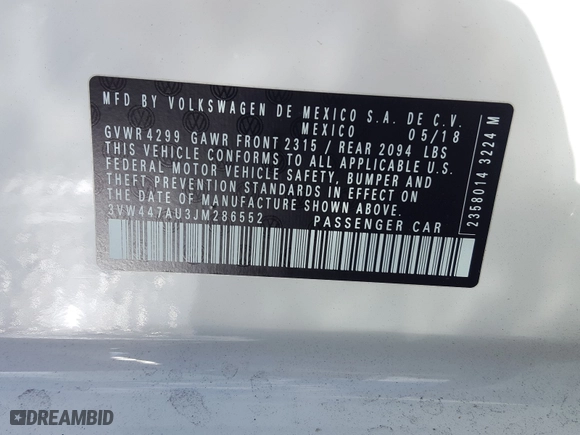 MFD BY VOLKSWAGEN DE MEXICO S.A. DE C.V.
MEXICO 05/18
GVWR 4299 GAWR FRONT 2315 / REAR 2094 LBS
THIS VEHICLE CONFORMS TO ALL APPLICABLE U.S.
FEDERAL MOTOR VEHICLE SAFETY, BUMPER AND
THEFT PREVENTION STANDARDS IN EFFECT ON
THE DATE OF MANUFACTURE SHOWN ABOVE.
3VW447AU3JM286552 PASSENGER CAR
2358014 3224 M
DREAMBID